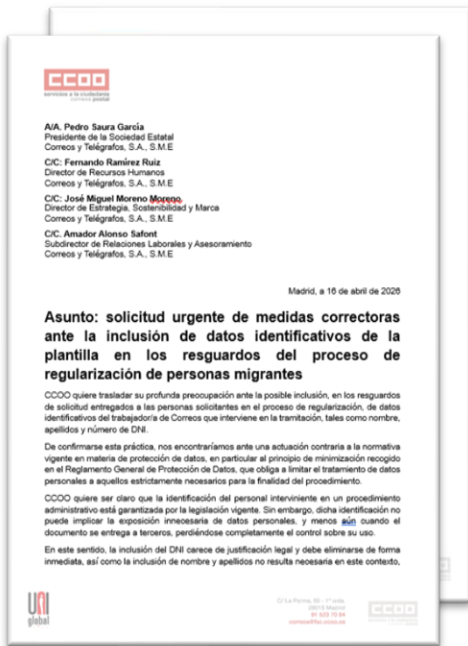 CCOO
servicios a la ciudadanía
correos postal
A/A. Pedro Saura García
Presidente de la Sociedad Estatal
Correos y Telégrafos, S.A., S.M.E
C/C: Fernando Ramírez Ruiz
Director de Recursos Humanos
Correos y Telégrafos, S.A., S.M.E
C/C: José Miguel Moreno Moreno
Director de Estrategia, Sostenibilidad y Marca
Correos y Telégrafos, S.A., S.M.E
C/C. Amador Alonso Safont
Subdirector de Relaciones Laborales y Asesoramiento
Correos y Telégrafos, S.A., S.M.E
Madrid, a 16 de abril de 2026
Asunto: solicitud urgente de medidas correctoras
ante la inclusión de datos identificativos de la
plantilla en los resguardos del proceso de
regularización de personas migrantes
CCOO quiere trasladar su profunda preocupación ante la posible inclusión, en los resguardos
de solicitud entregados a las personas solicitantes en el proceso de regularización, de datos
identificativos del trabajador/a de Correos que interviene en la tramitación, tales como nombre,
apellidos y número de DNI.
De confirmarse esta práctica, nos encontraríamos ante una actuación contraria a la normativa
vigente en materia de protección de datos, en particular al principio de minimización recogido
en el Reglamento General de Protección de Datos, que obliga a limitar el tratamiento de datos
personales a aquellos estrictamente necesarios para la finalidad del procedimiento.
CCOO quiere ser claro que la identificación del personal interviniente en un procedimiento
administrativo está garantizada por la legislación vigente. Sin embargo, dicha identificación no
puede implicar la exposición innecesaria de datos personales, y menos aún cuando el
documento se entrega a terceros, perdiéndose completamente el control sobre su uso.
En este sentido, la inclusión del DNI carece de justificación legal y debe eliminarse de forma
inmediata, así como la inclusión de nombre y apellidos no resulta necesaria en este contexto,
UNI
global
28015 Madrid
CCOO